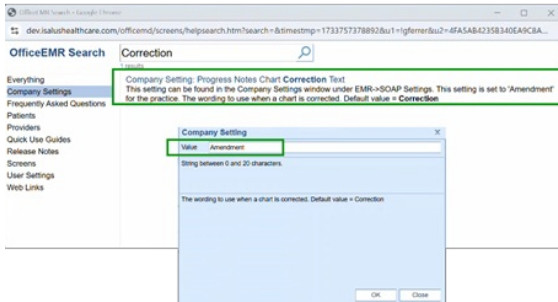 Office EMR Search - Google Chrome
dev.isalushealthcare.com/officemd/screens/helpsearch.htm?search=&timestmp=1733757378892&u1=!gferrer&u2=4FA5AB4235B340EA9C8A...
OfficeEMR Search
Correction
1 results
Everything
Company Settings
Frequently Asked Questions
Patients
Providers
Quick Use Guides
Release Notes
Screens
User Settings
Web Links
Company Setting: Progress Notes Chart Correction Text
This setting can be found in the Company Settings window under EMR->SOAP Settings. This setting is set to 'Amendment'
for the practice. The wording to use when a chart is corrected. Default value = Correction
Company Setting X
Value Amendment
String between 0 and 20 characters.
The wording to use when a chart is corrected. Default value = Correction
OK Close